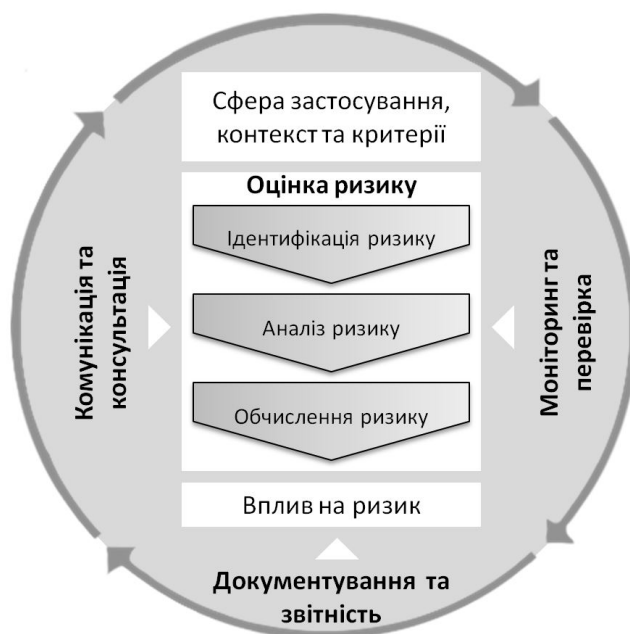 Сфера застосування,
контекст та критерії
Оцінка ризику
Ідентифікація ризику
Аналіз ризику
Обчислення ризику
Вплив на ризик
Комунікація та
консультація
Моніторинг та
перевірка
Документування та
звітність